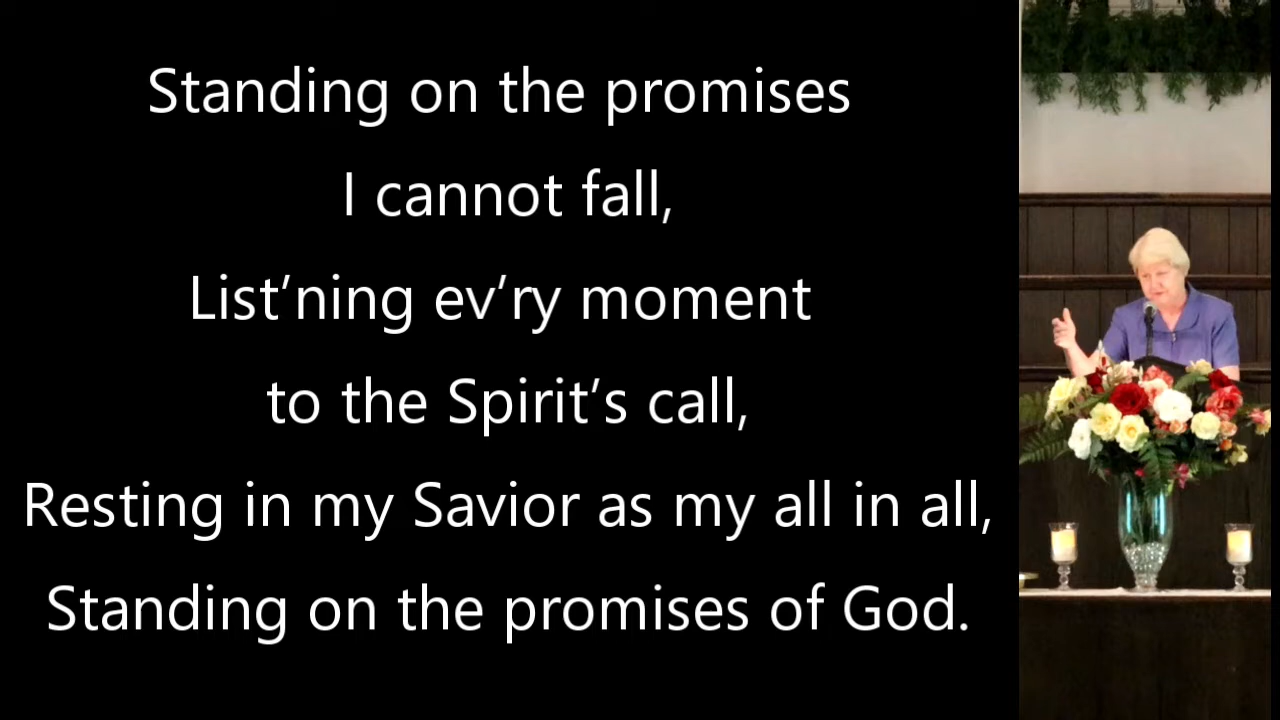 Standing on the promises
I cannot fall,
List’ning ev’ry moment
to the Spirit’s call,
Resting in my Savior as my all in all,
Standing on the promises of God.